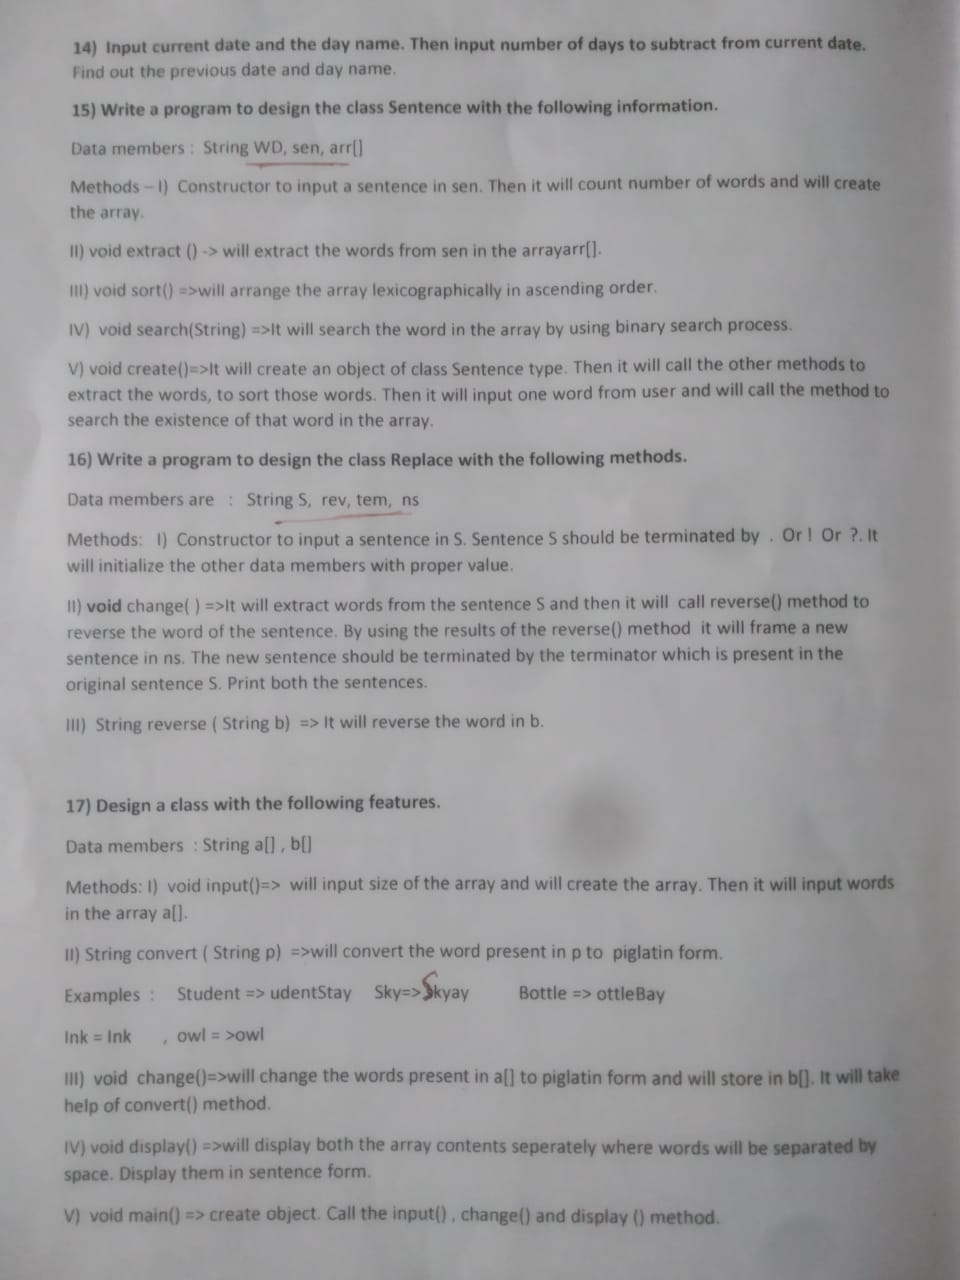 14) Input current date and the day name. Then input number of days to subtract from current date.
Find out the previous date and day name.
15) Write a program to design the class Sentence with the following information.
Data members : String WD, sen, arr[]
Methods – I) Constructor to input a sentence in sen. Then it will count number of words and will create
the array.
II) void extract () -> will extract the words from sen in the arrayarr[].
III) void sort() =>will arrange the array lexicographically in ascending order.
IV) void search(String) =>It will search the word in the array by using binary search process.
V) void create()=>It will create an object of class Sentence type. Then it will call the other methods to
extract the words, to sort those words. Then it will input one word from user and will call the method to
search the existence of that word in the array.
16) Write a program to design the class Replace with the following methods.
Data members are : String S, rev, tem, ns
Methods: I) Constructor to input a sentence in S. Sentence S should be terminated by . Or ! Or ?. It
will initialize the other data members with proper value.
II) void change( ) =>It will extract words from the sentence S and then it will call reverse() method to
reverse the word of the sentence. By using the results of the reverse() method it will frame a new
sentence in ns. The new sentence should be terminated by the terminator which is present in the
original sentence S. Print both the sentences.
III) String reverse ( String b) => It will reverse the word in b.
17) Design a class with the following features.
Data members : String a[] , b[]
Methods: I) void input()=> will input size of the array and will create the array. Then it will input words
in the array a[].
II) String convert ( String p) =>will convert the word present in p to piglatin form.
Examples : Student => udentStay Sky=>Skyay Bottle => ottleBay
Ink = Ink , owl = >owl
III) void change()=>will change the words present in a[] to piglatin form and will store in b[]. It will take
help of convert() method.
IV) void display() =>will display both the array contents seperately where words will be separated by
space. Display them in sentence form.
V) void main() => create object. Call the input() , change() and display () method.